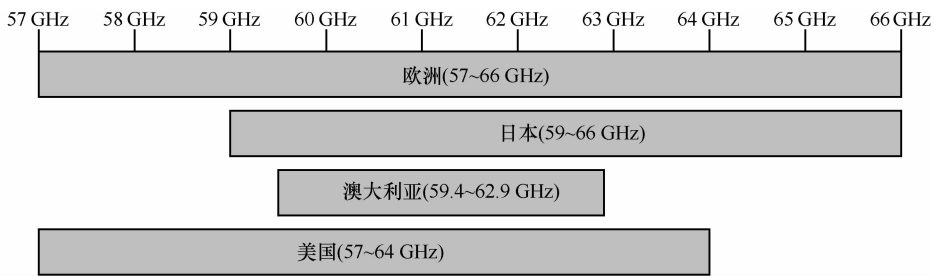 57 GHz 58 GHz 59 GHz 60 GHz 61 GHz 62 GHz 63 GHz 64 GHz 65 GHz 66 GHz
欧洲(57~66 GHz)
日本(59~66 GHz)
澳大利亚(59.4~62.9 GHz)
美国(57~64 GHz)